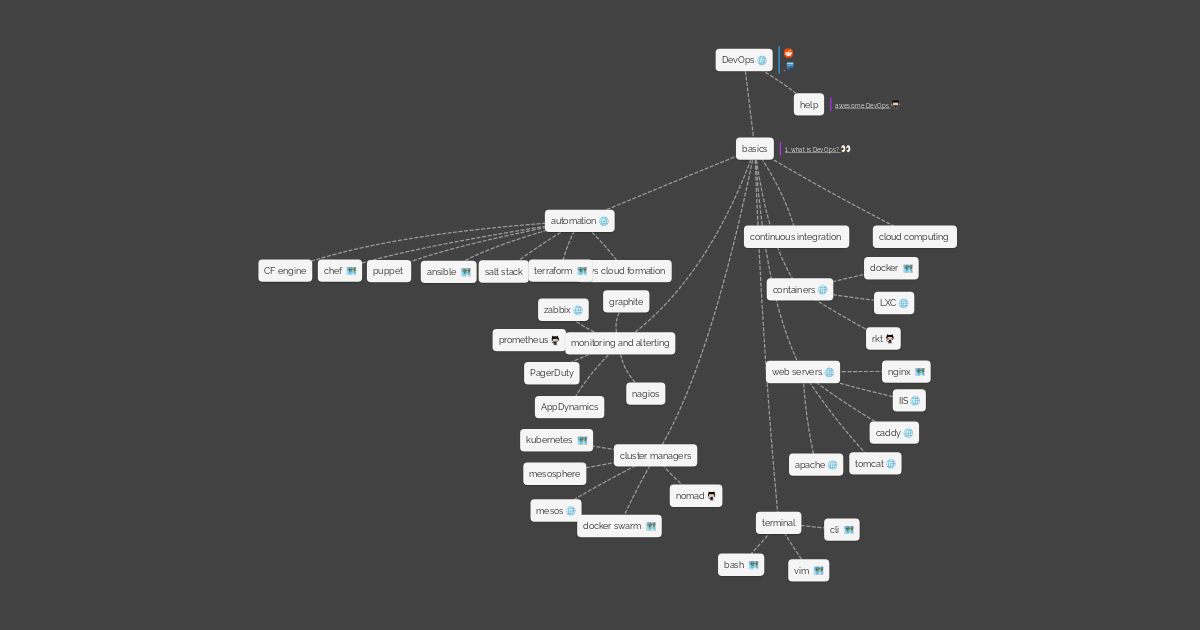 DevOps
help
awesome DevOps
basics
1. what is DevOps?
automation
continuous integration
cloud computing
CF engine
chef
puppet
ansible
salt stack
terraform
cloud formation
docker
containers
LXC
graphite
zabbix
prometheus
monitoring and alterting
rkt
PagerDuty
web servers
nginx
nagios
IIS
AppDynamics
caddy
kubernetes
cluster managers
apache
tomcat
mesosphere
nomad
mesos
docker swarm
terminal
cli
bash
vim